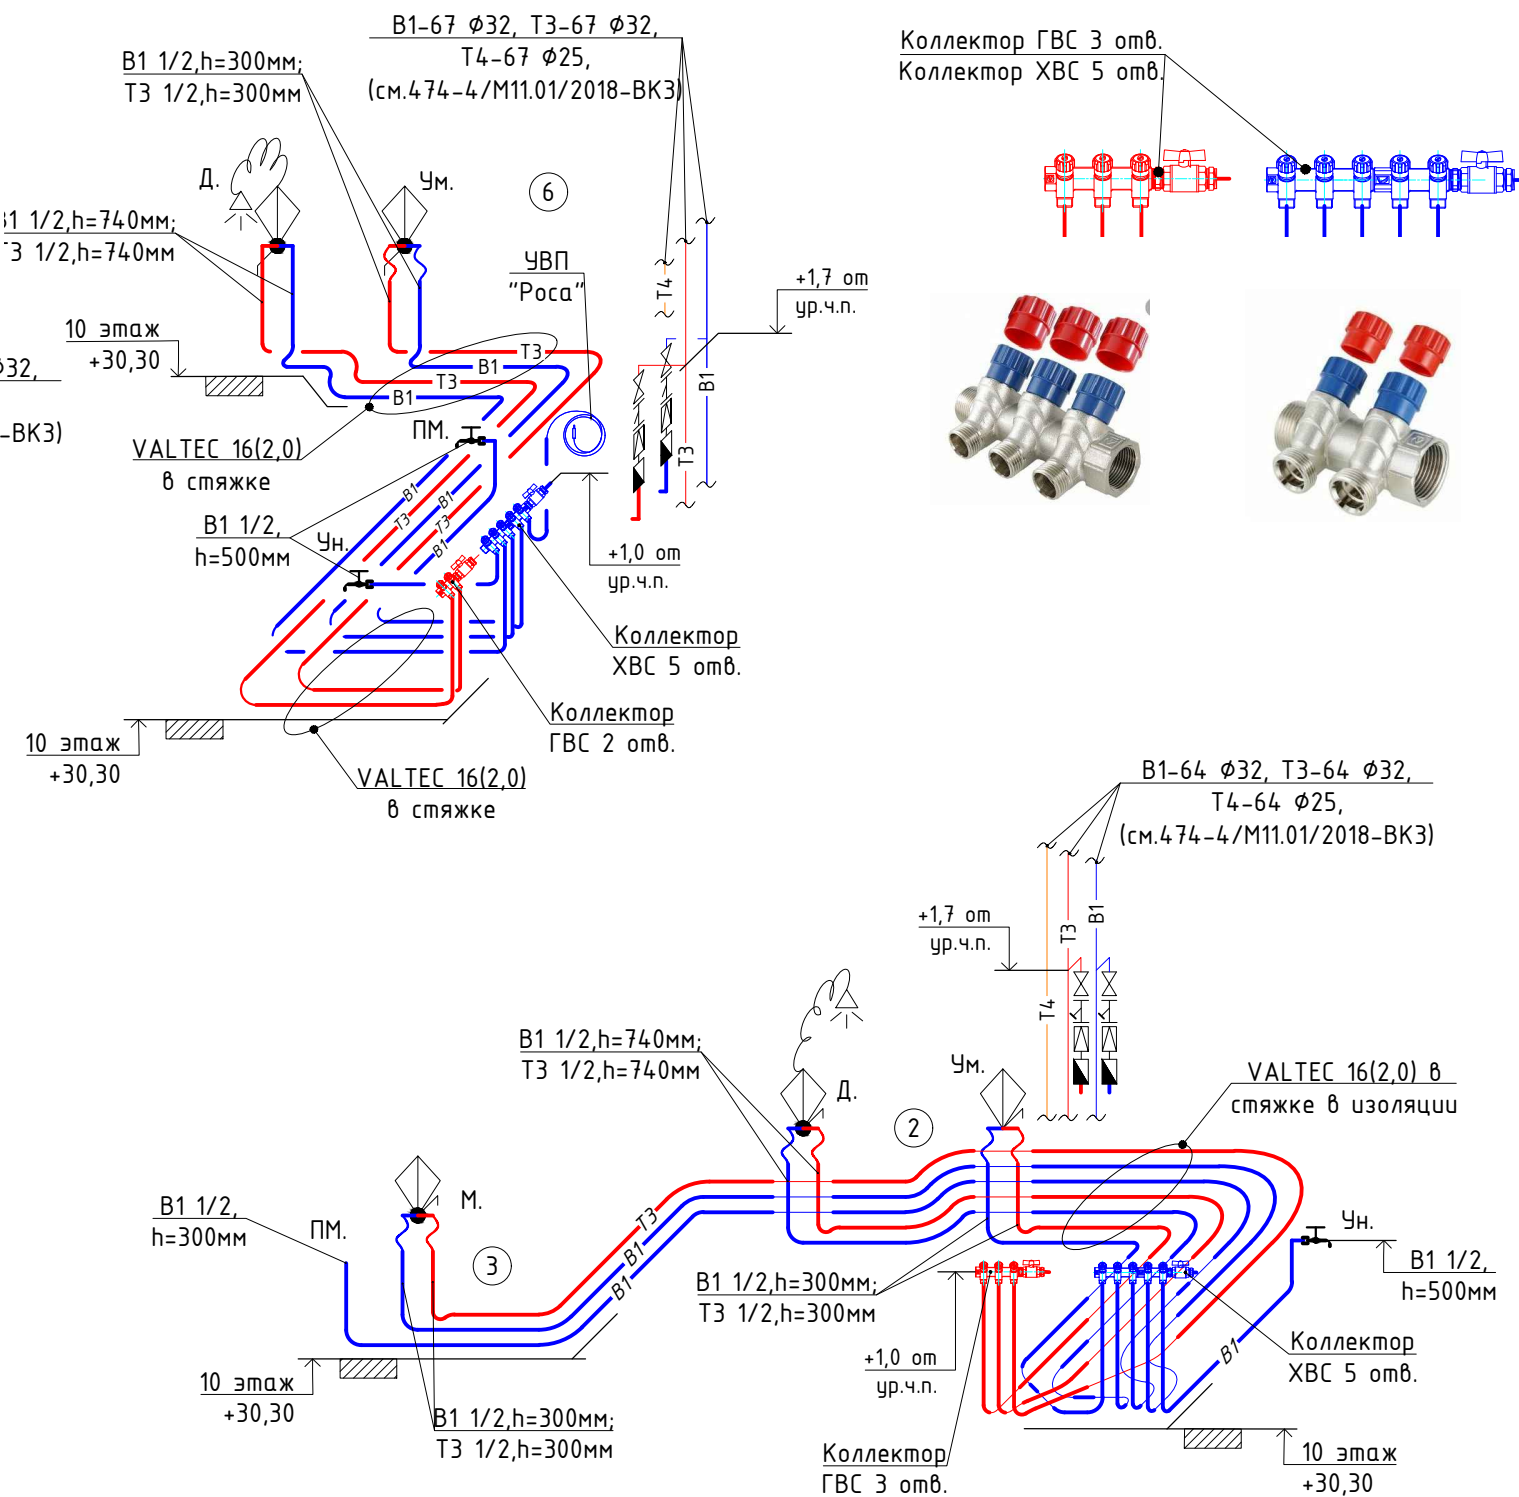 В1-67 Ф32, Т3-67 Ф32,
Т4-67 Ф25,
(см.474-4/М11.01/2018-ВК3)
В1 1/2,h=300мм;
Т3 1/2,h=300мм
Коллектор ГВС 3 отв.
Коллектор ХВС 5 отв.
Д.
Ум.
6
В1 1/2,h=740мм;
Т3 1/2,h=740мм
УВП
"Роса"
Т4
В1
Т3
+1,7 от
ур.ч.п.
10 этаж
+30,30
Ф32,
-ВК3)
Т3
В1
Т3
В1
ПМ.
VALTEC 16(2,0)
в стяжке
В1
Т3
В1
Т3
В1
В1 1/2,
h=500мм
Ун.
+1,0 от
ур.ч.п.
Коллектор
ХВС 5 отв.
Коллектор
ГВС 2 отв.
10 этаж
+30,30
VALTEC 16(2,0)
в стяжке
В1-64 Ф32, Т3-64 Ф32,
Т4-64 Ф25,
(см.474-4/М11.01/2018-ВК3)
+1,7 от
ур.ч.п.
Т4
Т3
В1
В1 1/2,h=740мм;
Т3 1/2,h=740мм
Д.
Ум.
2
VALTEC 16(2,0) в
стяжке в изоляции
В1 1/2,
h=300мм
ПМ.
М.
3
Т3
В1
В1
В1 1/2,h=300мм;
Т3 1/2,h=300мм
Ун.
В1 1/2,
h=500мм
В1
+1,0 от
ур.ч.п.
Коллектор
ХВС 5 отв.
10 этаж
+30,30
В1 1/2,h=300мм;
Т3 1/2,h=300мм
Коллектор
ГВС 3 отв.
10 этаж
+30,30